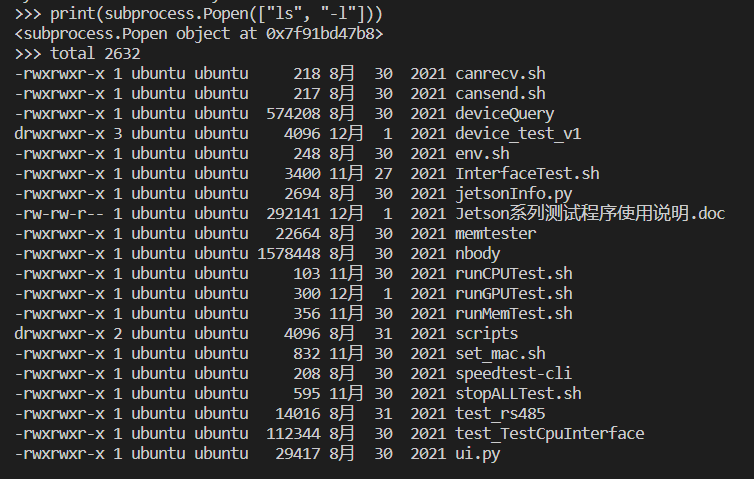 >>> print(subprocess.Popen(["ls", "-l"]))
<subprocess.Popen object at 0x7f91bd47b8>
>>> total 2632
-rwxrwxr-x 1 ubuntu ubuntu     218 8月  30  2021 canrecv.sh
-rwxrwxr-x 1 ubuntu ubuntu     217 8月  30  2021 cansend.sh
-rwxrwxr-x 1 ubuntu ubuntu  574208 8月  30  2021 deviceQuery
drwxrwxr-x 3 ubuntu ubuntu    4096 12月  1  2021 device_test_v1
-rwxrwxr-x 1 ubuntu ubuntu     248 8月  30  2021 env.sh
-rwxrwxr-x 1 ubuntu ubuntu    3400 11月 27  2021 InterfaceTest.sh
-rwxrwxr-x 1 ubuntu ubuntu    2694 8月  30  2021 jetsonInfo.py
-rw-rw-r-- 1 ubuntu ubuntu  292141 12月  1  2021 Jetson系列测试程序使用说明.doc
-rwxrwxr-x 1 ubuntu ubuntu   22664 8月  30  2021 memtester
-rwxrwxr-x 1 ubuntu ubuntu 1578448 8月  30  2021 nbody
-rwxrwxr-x 1 ubuntu ubuntu     103 11月 30  2021 runCPUTest.sh
-rwxrwxr-x 1 ubuntu ubuntu     300 12月  1  2021 runGPUTest.sh
-rwxrwxr-x 1 ubuntu ubuntu     356 11月 30  2021 runMemTest.sh
drwxrwxr-x 2 ubuntu ubuntu    4096 8月  31  2021 scripts
-rwxrwxr-x 1 ubuntu ubuntu     832 11月 30  2021 set_mac.sh
-rwxrwxr-x 1 ubuntu ubuntu     208 8月  30  2021 speedtest-cli
-rwxrwxr-x 1 ubuntu ubuntu     595 11月 30  2021 stopALLTest.sh
-rwxrwxr-x 1 ubuntu ubuntu   14016 8月  31  2021 test_rs485
-rwxrwxr-x 1 ubuntu ubuntu  112344 8月  30  2021 test_TestCpuInterface
-rwxrwxr-x 1 ubuntu ubuntu   29417 8月  30  2021 ui.py